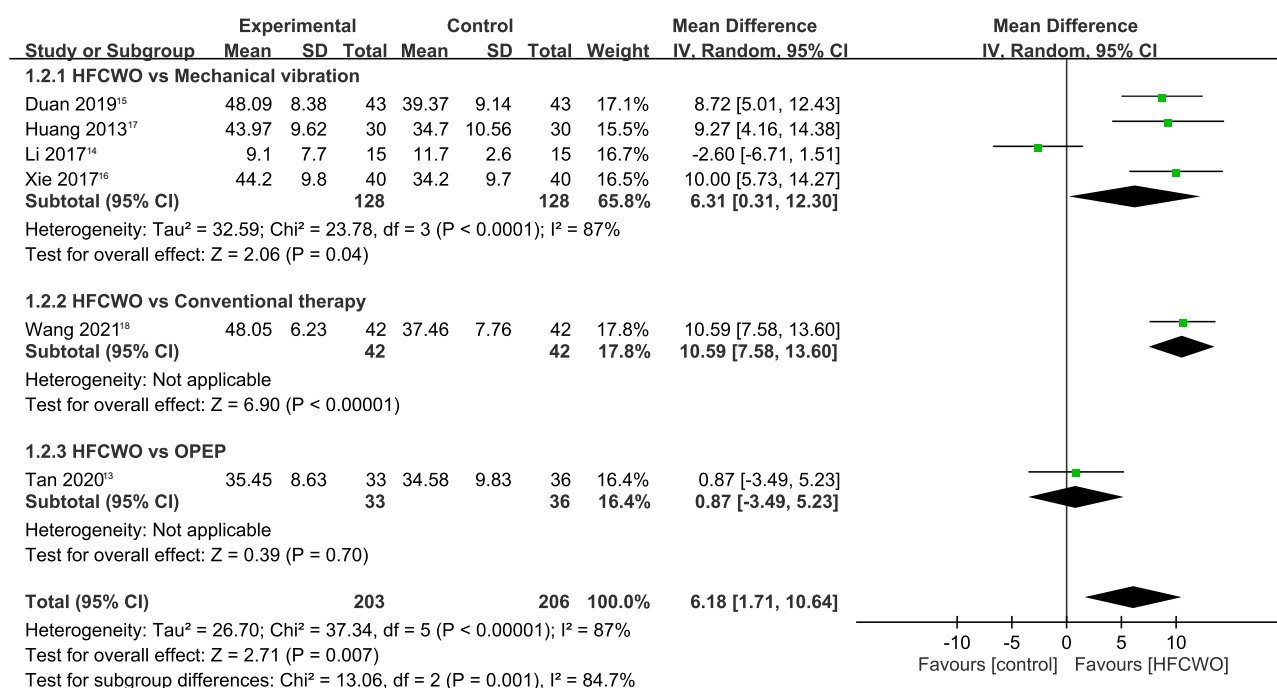 Experimental Control Mean Difference Mean Difference
Study or Subgroup Mean SD Total Mean SD Total Weight IV, Random, 95% CI IV, Random, 95% CI
1.2.1 HFCWO vs Mechanical vibration
Duan 2019¹⁵ 48.09 8.38 43 39.37 9.14 43 17.1% 8.72 [5.01, 12.43]
Huang 2013¹⁷ 43.97 9.62 30 34.7 10.56 30 15.5% 9.27 [4.16, 14.38]
Li 2017¹⁴ 9.1 7.7 15 11.7 2.6 15 16.7% -2.60 [-6.71, 1.51]
Xie 2017¹⁶ 44.2 9.8 40 34.2 9.7 40 16.5% 10.00 [5.73, 14.27]
Subtotal (95% CI) 128 128 65.8% 6.31 [0.31, 12.30]
Heterogeneity: Tau² = 32.59; Chi² = 23.78, df = 3 (P < 0.0001); I² = 87%
Test for overall effect: Z = 2.06 (P = 0.04)
1.2.2 HFCWO vs Conventional therapy
Wang 2021¹⁸ 48.05 6.23 42 37.46 7.76 42 17.8% 10.59 [7.58, 13.60]
Subtotal (95% CI) 42 42 17.8% 10.59 [7.58, 13.60]
Heterogeneity: Not applicable
Test for overall effect: Z = 6.90 (P < 0.00001)
1.2.3 HFCWO vs OPEP
Tan 2020¹³ 35.45 8.63 33 34.58 9.83 36 16.4% 0.87 [-3.49, 5.23]
Subtotal (95% CI) 33 36 16.4% 0.87 [-3.49, 5.23]
Heterogeneity: Not applicable
Test for overall effect: Z = 0.39 (P = 0.70)
Total (95% CI) 203 206 100.0% 6.18 [1.71, 10.64]
Heterogeneity: Tau² = 26.70; Chi² = 37.34, df = 5 (P < 0.00001); I² = 87%
Test for overall effect: Z = 2.71 (P = 0.007)
Test for subgroup differences: Chi² = 13.06, df = 2 (P = 0.001), I² = 84.7%
-10 -5 0 5 10
Favours [control] Favours [HFCWO]